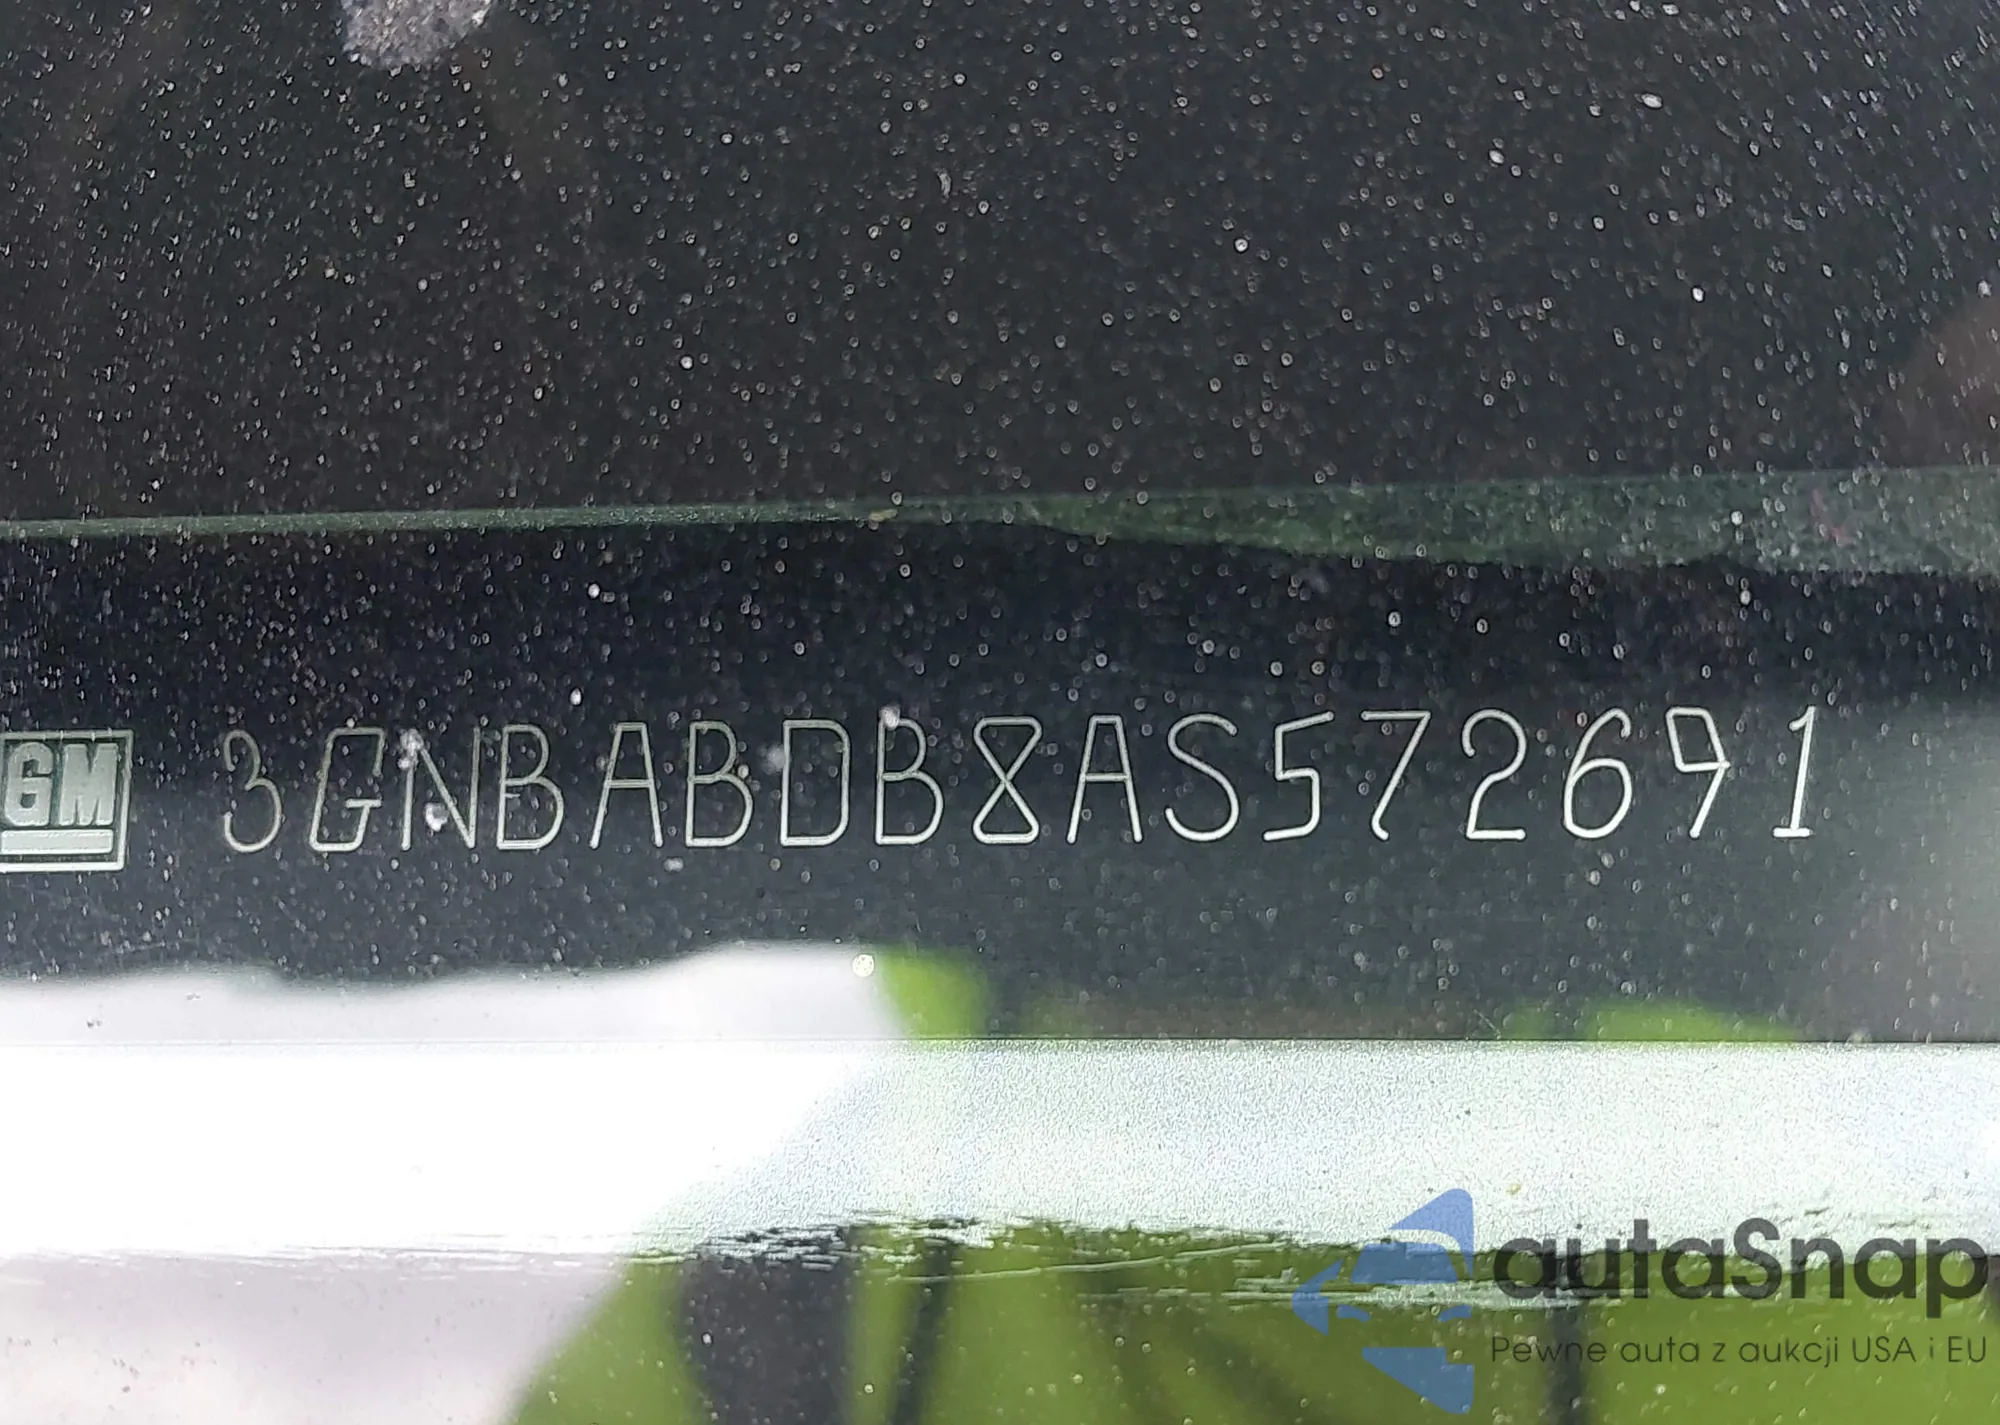 GM 3GNBABDB8AS572691
autaSnap
Pewne auta z aukcji USA i EU